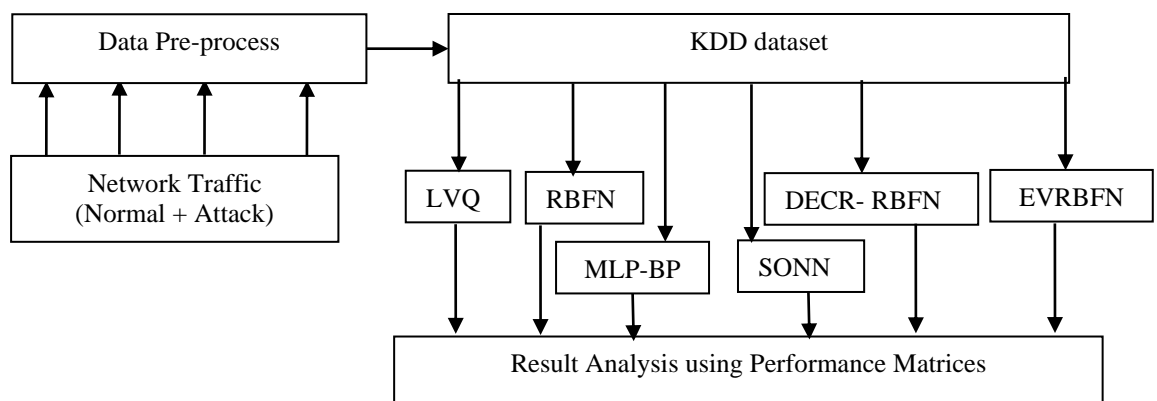 Data Pre-process
KDD dataset
Network Traffic
(Normal + Attack)
LVQ
RBFN
DECR- RBFN
EVRBFN
MLP-BP
SONN
Result Analysis using Performance Matrices